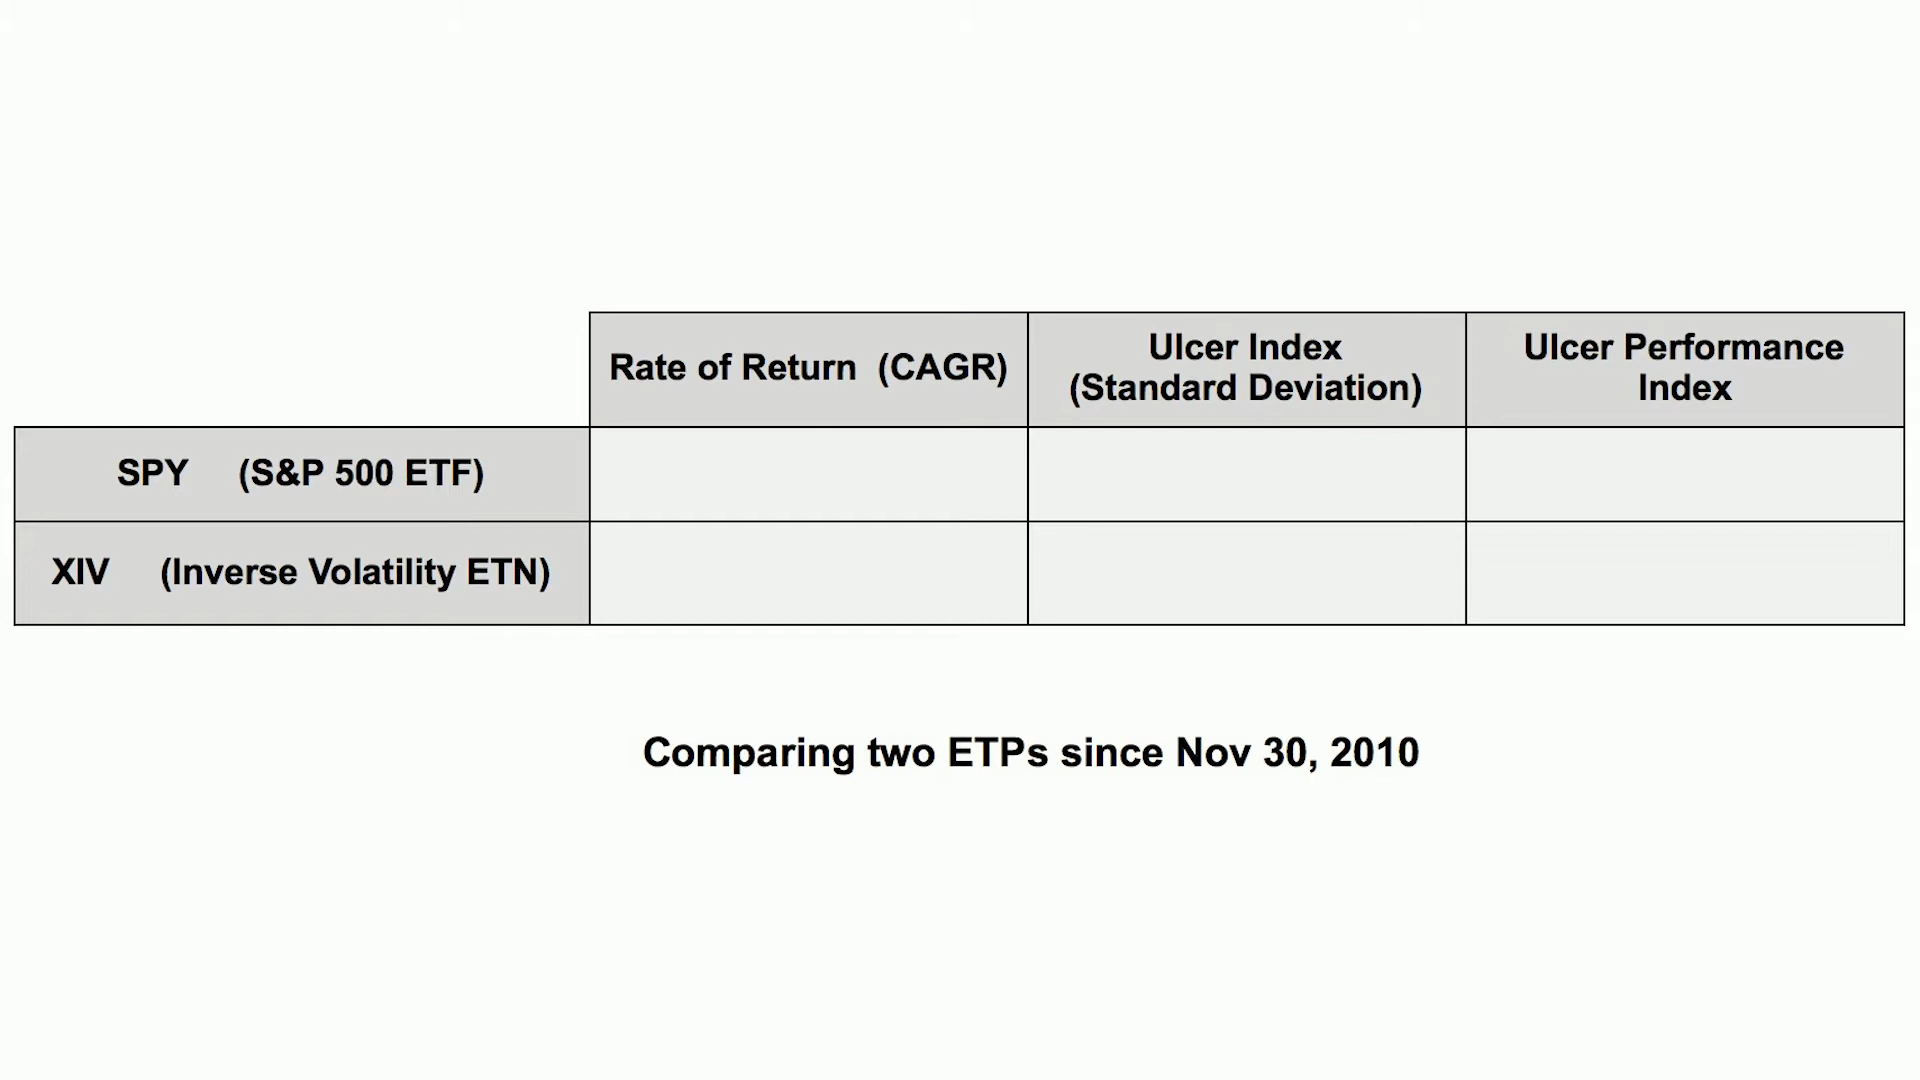 Rate of Return (CAGR)
Ulcer Index
(Standard Deviation)
Ulcer Performance
Index
SPY (S&P 500 ETF)
XIV (Inverse Volatility ETN)
Comparing two ETPs since Nov 30, 2010